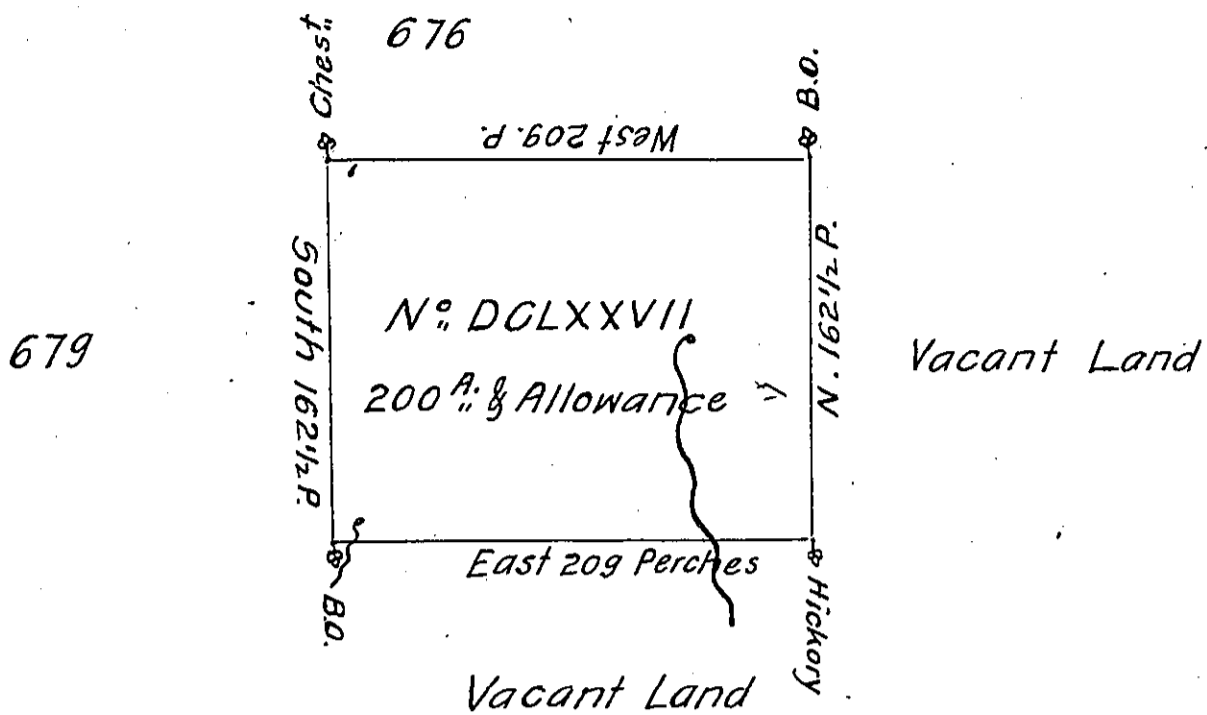 676
Chest.
B.O.
West 209. P.
South 162½ P.
N. 162½ P.
679
No. DCLXXVII
Vacant Land
200 A. & Allowance
East 209 Perches
B.O.
Hickory
Vacant Land